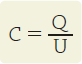 C = Q/U